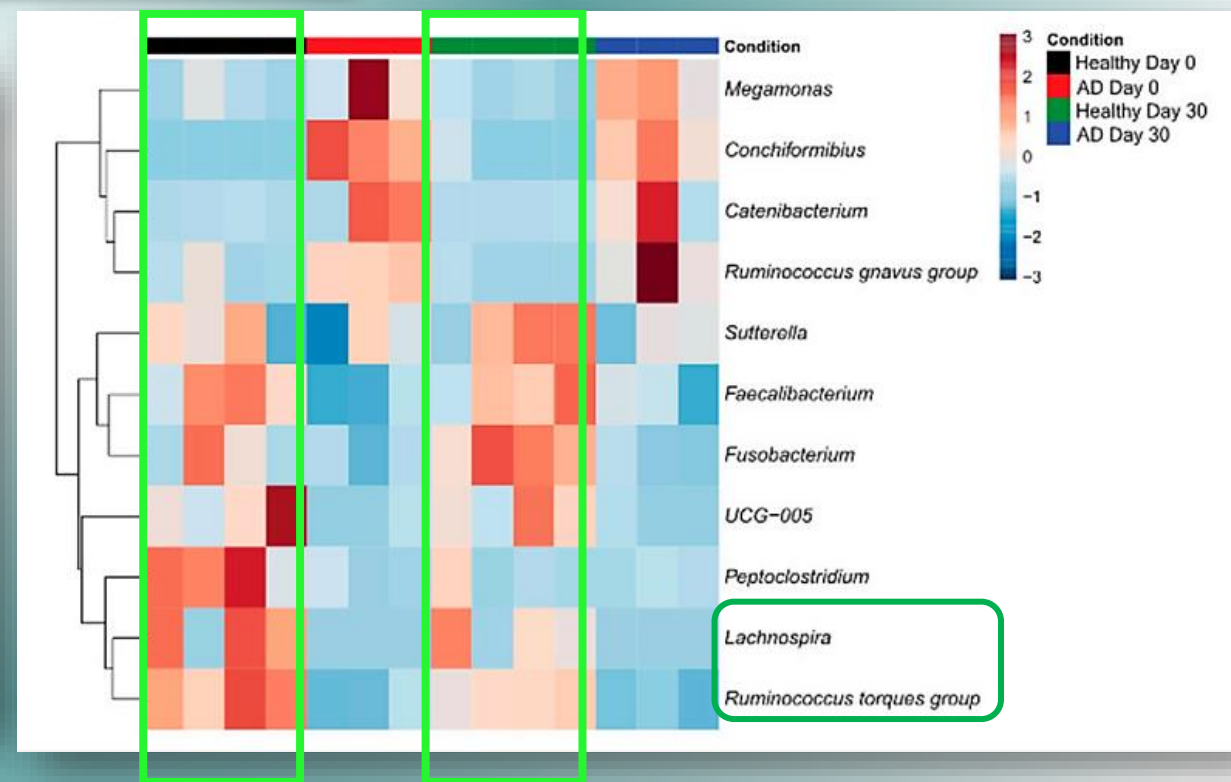 Condition
Megamonas
Conchiformibius
Catenibacterium
Ruminococcus gnavus group
Sutterella
Faecalibacterium
Fusobacterium
UCG−005
Peptoclostridium
Lachnospira
Ruminococcus torques group
3
2
1
0
−1
−2
−3
Condition
Healthy Day 0
AD Day 0
Healthy Day 30
AD Day 30